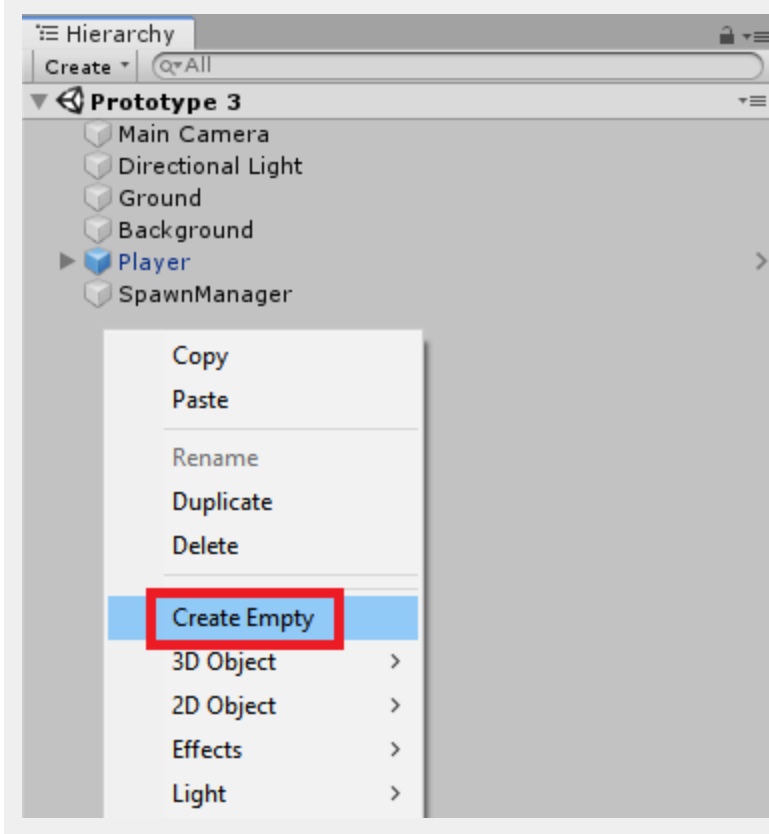 Hierarchy
Create All
Prototype 3
Main Camera
Directional Light
Ground
Background
Player
SpawnManager
Copy
Paste
Rename
Duplicate
Delete
Create Empty
3D Object
2D Object
Effects
Light